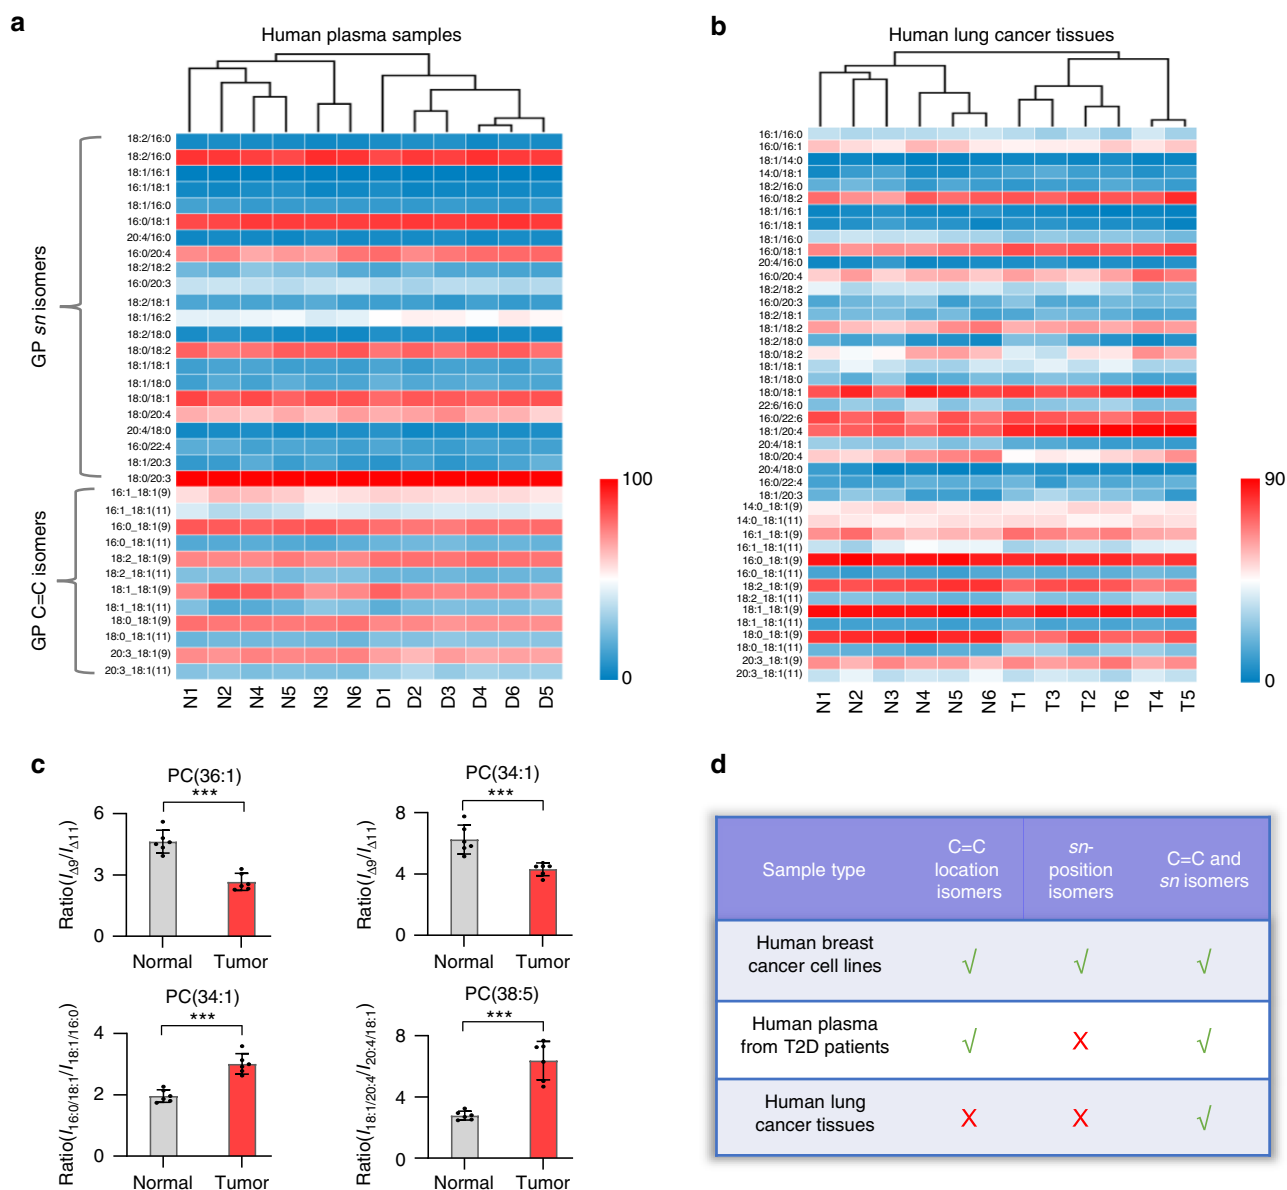 a
Human plasma samples
GP sn isomers
GP C=C isomers
18:2/16:0
18:2/16:0
18:1/16:1
16:1/18:1
18:1/16:0
16:0/18:1
20:4/16:0
16:0/20:4
18:2/18:2
16:0/20:3
18:2/18:1
18:1/16:2
18:2/18:0
18:0/18:2
18:1/18:1
18:1/18:0
18:0/18:1
18:0/20:4
20:4/18:0
16:0/22:4
18:1/20:3
18:0/20:3
16:1_18:1(9)
16:1_18:1(11)
16:0_18:1(9)
16:0_18:1(11)
18:2_18:1(9)
18:2_18:1(11)
18:1_18:1(9)
18:1_18:1(11)
18:0_18:1(9)
18:0_18:1(11)
20:3_18:1(9)
20:3_18:1(11)
N1 N2 N4 N5 N3 N6 D1 D2 D3 D4 D6 D5
100
0
b
Human lung cancer tissues
16:1/16:0
16:0/16:1
18:1/14:0
14:0/18:1
18:2/16:0
16:0/18:2
18:1/16:1
16:1/18:1
18:1/16:0
16:0/18:1
20:4/16:0
16:0/20:4
18:2/18:2
16:0/20:3
18:2/18:1
18:1/18:2
18:2/18:0
18:0/18:2
18:1/18:1
18:1/18:0
18:0/18:1
22:6/16:0
16:0/22:6
18:1/20:4
20:4/18:1
18:0/20:4
20:4/18:0
16:0/22:4
18:1/20:3
14:0_18:1(9)
14:0_18:1(11)
16:1_18:1(9)
16:1_18:1(11)
16:0_18:1(9)
16:0_18:1(11)
18:2_18:1(9)
18:2_18:1(11)
18:1_18:1(9)
18:1_18:1(11)
18:0_18:1(9)
18:0_18:1(11)
20:3_18:1(9)
20:3_18:1(11)
N1 N2 N3 N4 N5 N6 T1 T3 T2 T6 T4 T5
90
0
c
PC(36:1)
***
Ratio(IΔ9/IΔ11)
6
3
0
Normal Tumor
PC(34:1)
***
Ratio(IΔ9/IΔ11)
8
4
0
Normal Tumor
PC(34:1)
***
Ratio(I16:0/18:1/I18:1/16:0)
4
2
0
Normal Tumor
PC(38:5)
***
Ratio(I18:1/20:4/I20:4/18:1)
8
4
0
Normal Tumor
d
Sample type
C=C
location
isomers
sn-
position
isomers
C=C and
sn isomers
Human breast
cancer cell lines
√ √ √
Human plasma
from T2D patients
√ X √
Human lung
cancer tissues
X X √